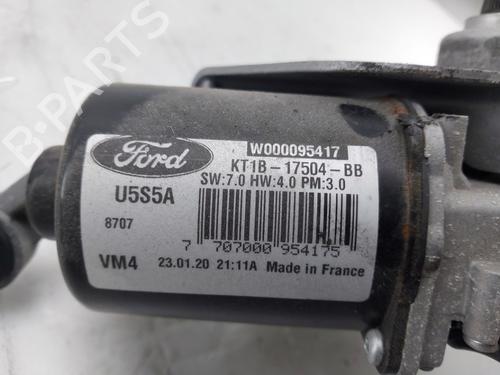 W000095417
Ford
KT1B-17504-BB
SW:7.0 HW:4.0 PM:3.0
U5S5A
8707
7 707000 954175
VM4
23.01.20 21:11A Made in France
B-Parts